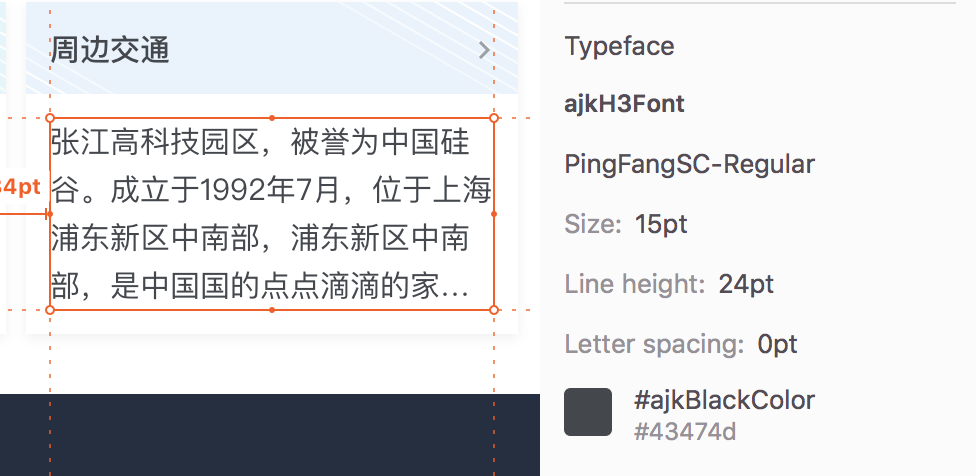 周边交通
张江高科技园区，被誉为中国硅
谷。成立于1992年7月，位于上海
浦东新区中南部，浦东新区中南
部，是中国国的点点滴滴的家...
4pt
Typeface
ajkH3Font
PingFangSC-Regular
Size: 15pt
Line height: 24pt
Letter spacing: 0pt
#ajkBlackColor
#43474d